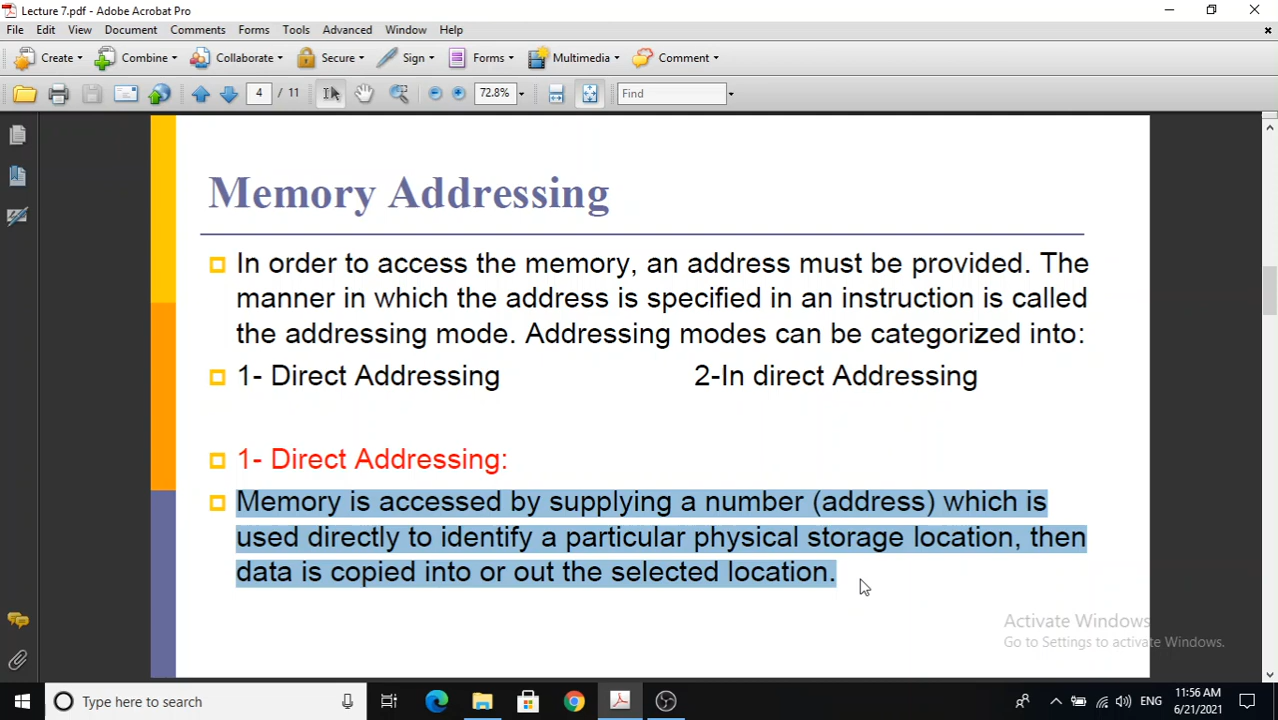 Lecture 7.pdf - Adobe Acrobat Pro
File Edit View Document Comments Forms Tools Advanced Window Help
Create Combine Collaborate Secure Sign Forms Multimedia Comment
4 / 11 72.8% Find
Memory Addressing
In order to access the memory, an address must be provided. The
manner in which the address is specified in an instruction is called
the addressing mode. Addressing modes can be categorized into:
1- Direct Addressing 2-In direct Addressing
1- Direct Addressing:
Memory is accessed by supplying a number (address) which is
used directly to identify a particular physical storage location, then
data is copied into or out the selected location.
Activate Windows
Go to Settings to activate Windows.
Type here to search
ENG
11:56 AM
6/21/2021